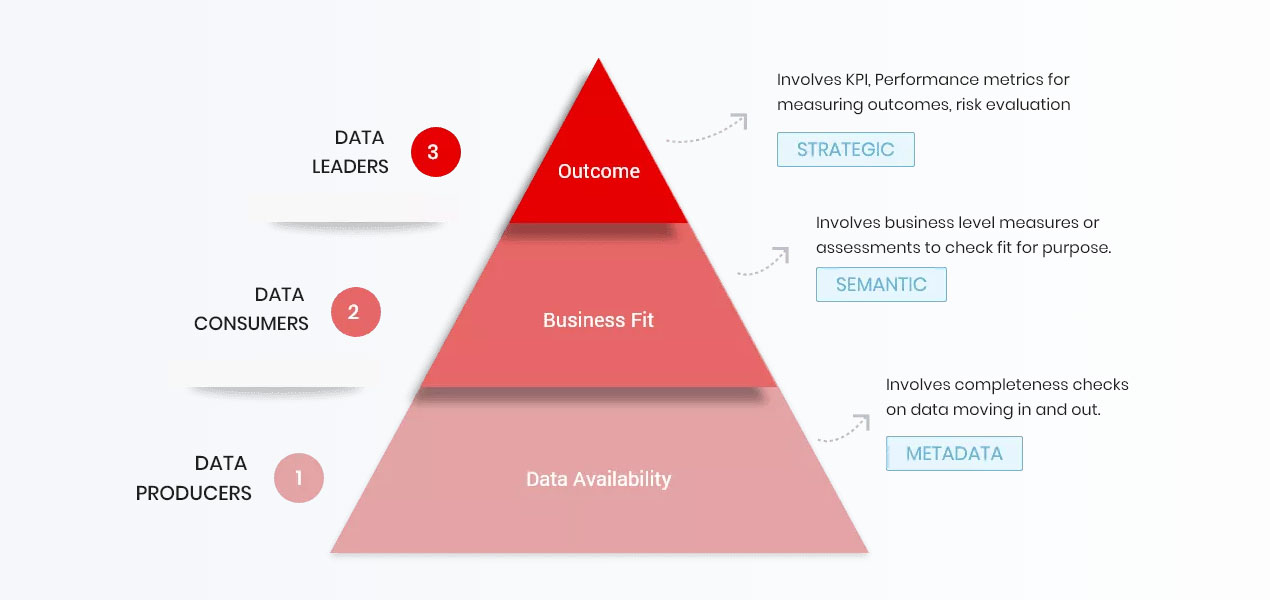 DATA
LEADERS
3
Outcome
Involves KPI, Performance metrics for
measuring outcomes, risk evaluation
STRATEGIC
DATA
CONSUMERS
2
Business Fit
Involves business level measures or
assessments to check fit for purpose.
SEMANTIC
DATA
PRODUCERS
1
Data Availability
Involves completeness checks
on data moving in and out.
METADATA